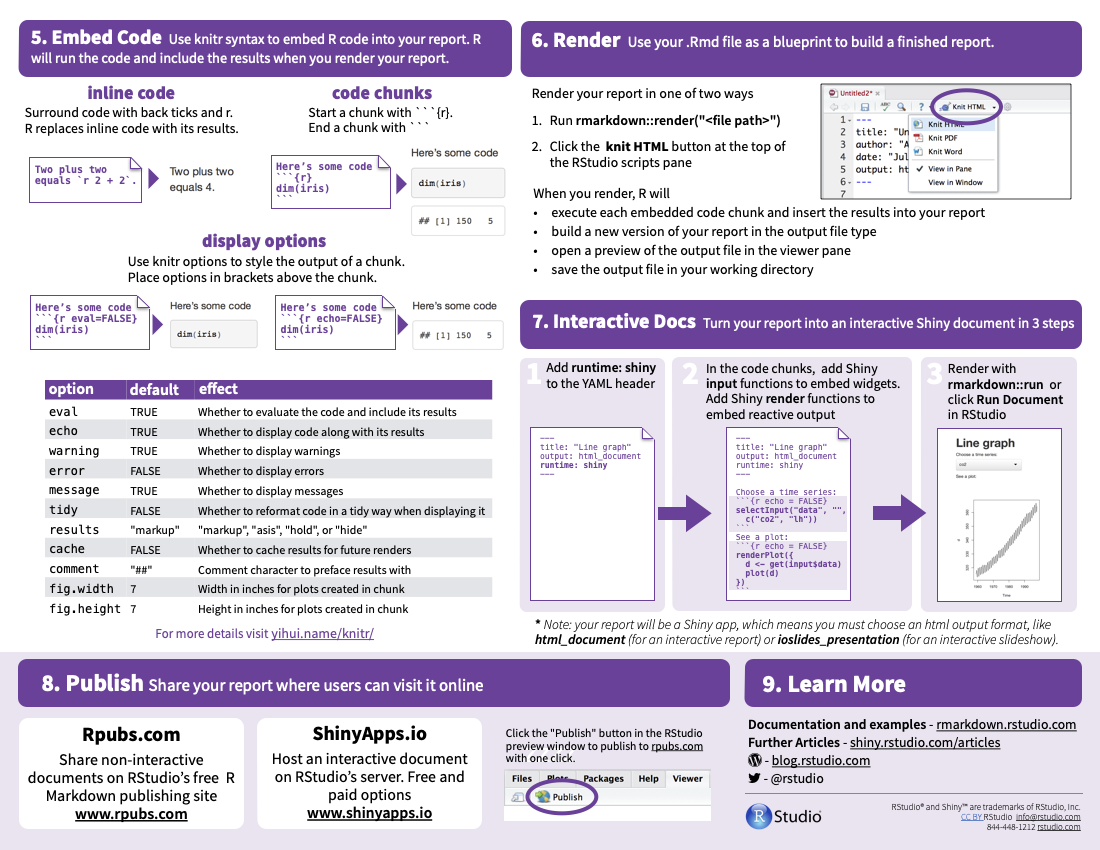 5. Embed Code Use knitr syntax to embed R code into your report. R
will run the code and include the results when you render your report.
inline code
Surround code with back ticks and r.
R replaces inline code with its results.
Two plus two
equals `r 2 + 2`.
Two plus two
equals 4.
code chunks
Start a chunk with ```{r}.
End a chunk with ```
Here's some code
```{r}
dim(iris)
```
Here's some code
dim(iris)
## [1] 150 5
display options
Use knitr options to style the output of a chunk.
Place options in brackets above the chunk.
Here's some code
```{r eval=FALSE}
dim(iris)
```
Here's some code
dim(iris)
Here's some code
```{r echo=FALSE}
dim(iris)
```
Here's some code
## [1] 150 5
option default effect
eval TRUE Whether to evaluate the code and include its results
echo TRUE Whether to display code along with its results
warning TRUE Whether to display warnings
error FALSE Whether to display errors
message TRUE Whether to display messages
tidy FALSE Whether to reformat code in a tidy way when displaying it
results "markup" "markup", "asis", "hold", or "hide"
cache FALSE Whether to cache results for future renders
comment "##" Comment character to preface results with
fig.width 7 Width in inches for plots created in chunk
fig.height 7 Height in inches for plots created in chunk
For more details visit yihui.name/knitr/
6. Render Use your .Rmd file as a blueprint to build a finished report.
Render your report in one of two ways
1. Run rmarkdown::render("<file path>")
2. Click the knit HTML button at the top of
the RStudio scripts pane
Untitled2*
? Knit HTML
1 ---
2 title: "Un
3 author: "A
4 date: "Jul
5 output: ht
6 ---
7
Knit HTML
Knit PDF
Knit Word
View in Pane
View in Window
When you render, R will
• execute each embedded code chunk and insert the results into your report
• build a new version of your report in the output file type
• open a preview of the output file in the viewer pane
• save the output file in your working directory
7. Interactive Docs Turn your report into an interactive Shiny document in 3 steps
1 Add runtime: shiny
to the YAML header
---
title: "Line graph"
output: html_document
runtime: shiny
---
2 In the code chunks, add Shiny
input functions to embed widgets.
Add Shiny render functions to
embed reactive output
---
title: "Line graph"
output: html_document
runtime: shiny
---
Choose a time series:
```{r echo = FALSE}
selectInput("data", "",
c("co2", "lh"))
```
See a plot:
```{r echo = FALSE}
renderPlot({
d <- get(input$data)
plot(d)
})
```
3 Render with
rmarkdown::run or
click Run Document
in RStudio
Line graph
Choose a time series
co2
See a plot
Time
* Note: your report will be a Shiny app, which means you must choose an html output format, like
html_document (for an interactive report) or ioslides_presentation (for an interactive slideshow).
8. Publish Share your report where users can visit it online
Rpubs.com
Share non-interactive
documents on RStudio's free R
Markdown publishing site
www.rpubs.com
ShinyApps.io
Host an interactive document
on RStudio's server. Free and
paid options
www.shinyapps.io
Click the "Publish" button in the RStudio
preview window to publish to rpubs.com
with one click.
Files Plots Packages Help Viewer
Publish
9. Learn More
Documentation and examples - rmarkdown.rstudio.com
Further Articles - shiny.rstudio.com/articles
- blog.rstudio.com
- @rstudio
R Studio
RStudio® and Shiny™ are trademarks of RStudio, Inc.
CC BY RStudio info@rstudio.com
844-448-1212 rstudio.com